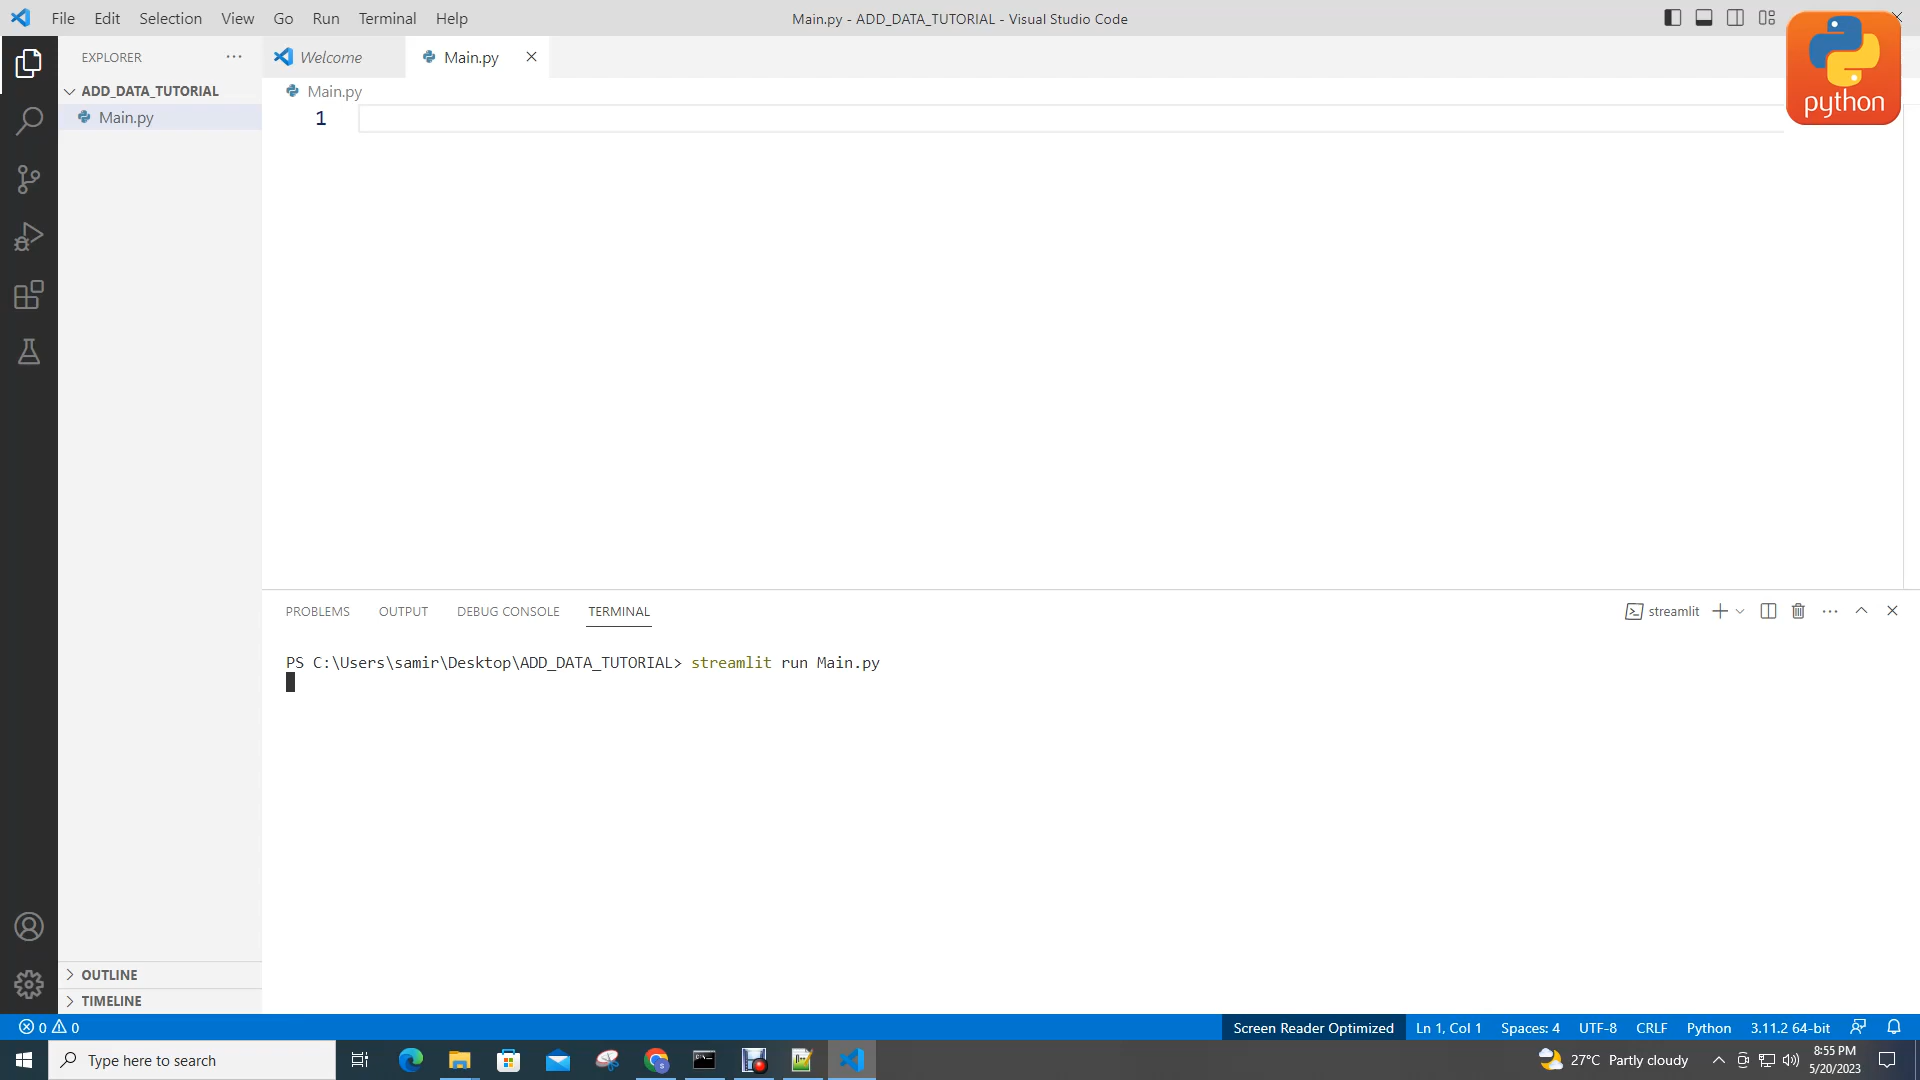 File Edit Selection View Go Run Terminal Help
Main.py - ADD_DATA_TUTORIAL - Visual Studio Code
python
EXPLORER
Welcome
Main.py
ADD_DATA_TUTORIAL
Main.py
Main.py
1
PROBLEMS OUTPUT DEBUG CONSOLE TERMINAL
streamlit
PS C:\Users\samir\Desktop\ADD_DATA_TUTORIAL> streamlit run Main.py
OUTLINE
TIMELINE
0 0
Screen Reader Optimized Ln 1, Col 1 Spaces: 4 UTF-8 CRLF Python 3.11.2 64-bit
Type here to search
27°C Partly cloudy
8:55 PM
5/20/2023